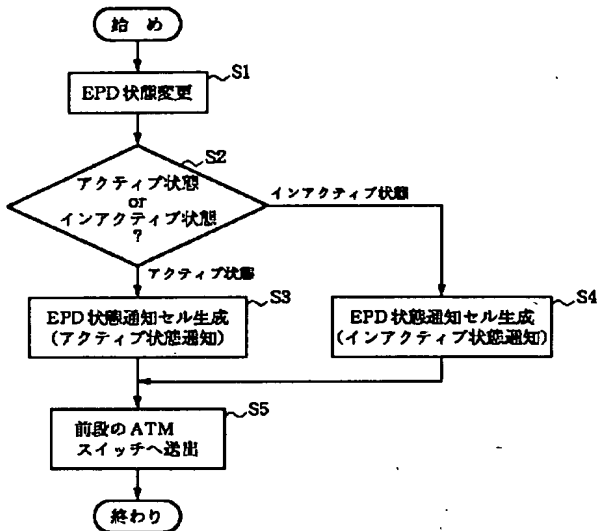 始め
S1
EPD状態変更
S2
アクティブ状態
or
インアクティブ状態
?
インアクティブ状態
アクティブ状態
S3
EPD状態通知セル生成
(アクティブ状態通知)
S4
EPD状態通知セル生成
(インアクティブ状態通知)
S5
前段のATM
スイッチへ送出
終わり